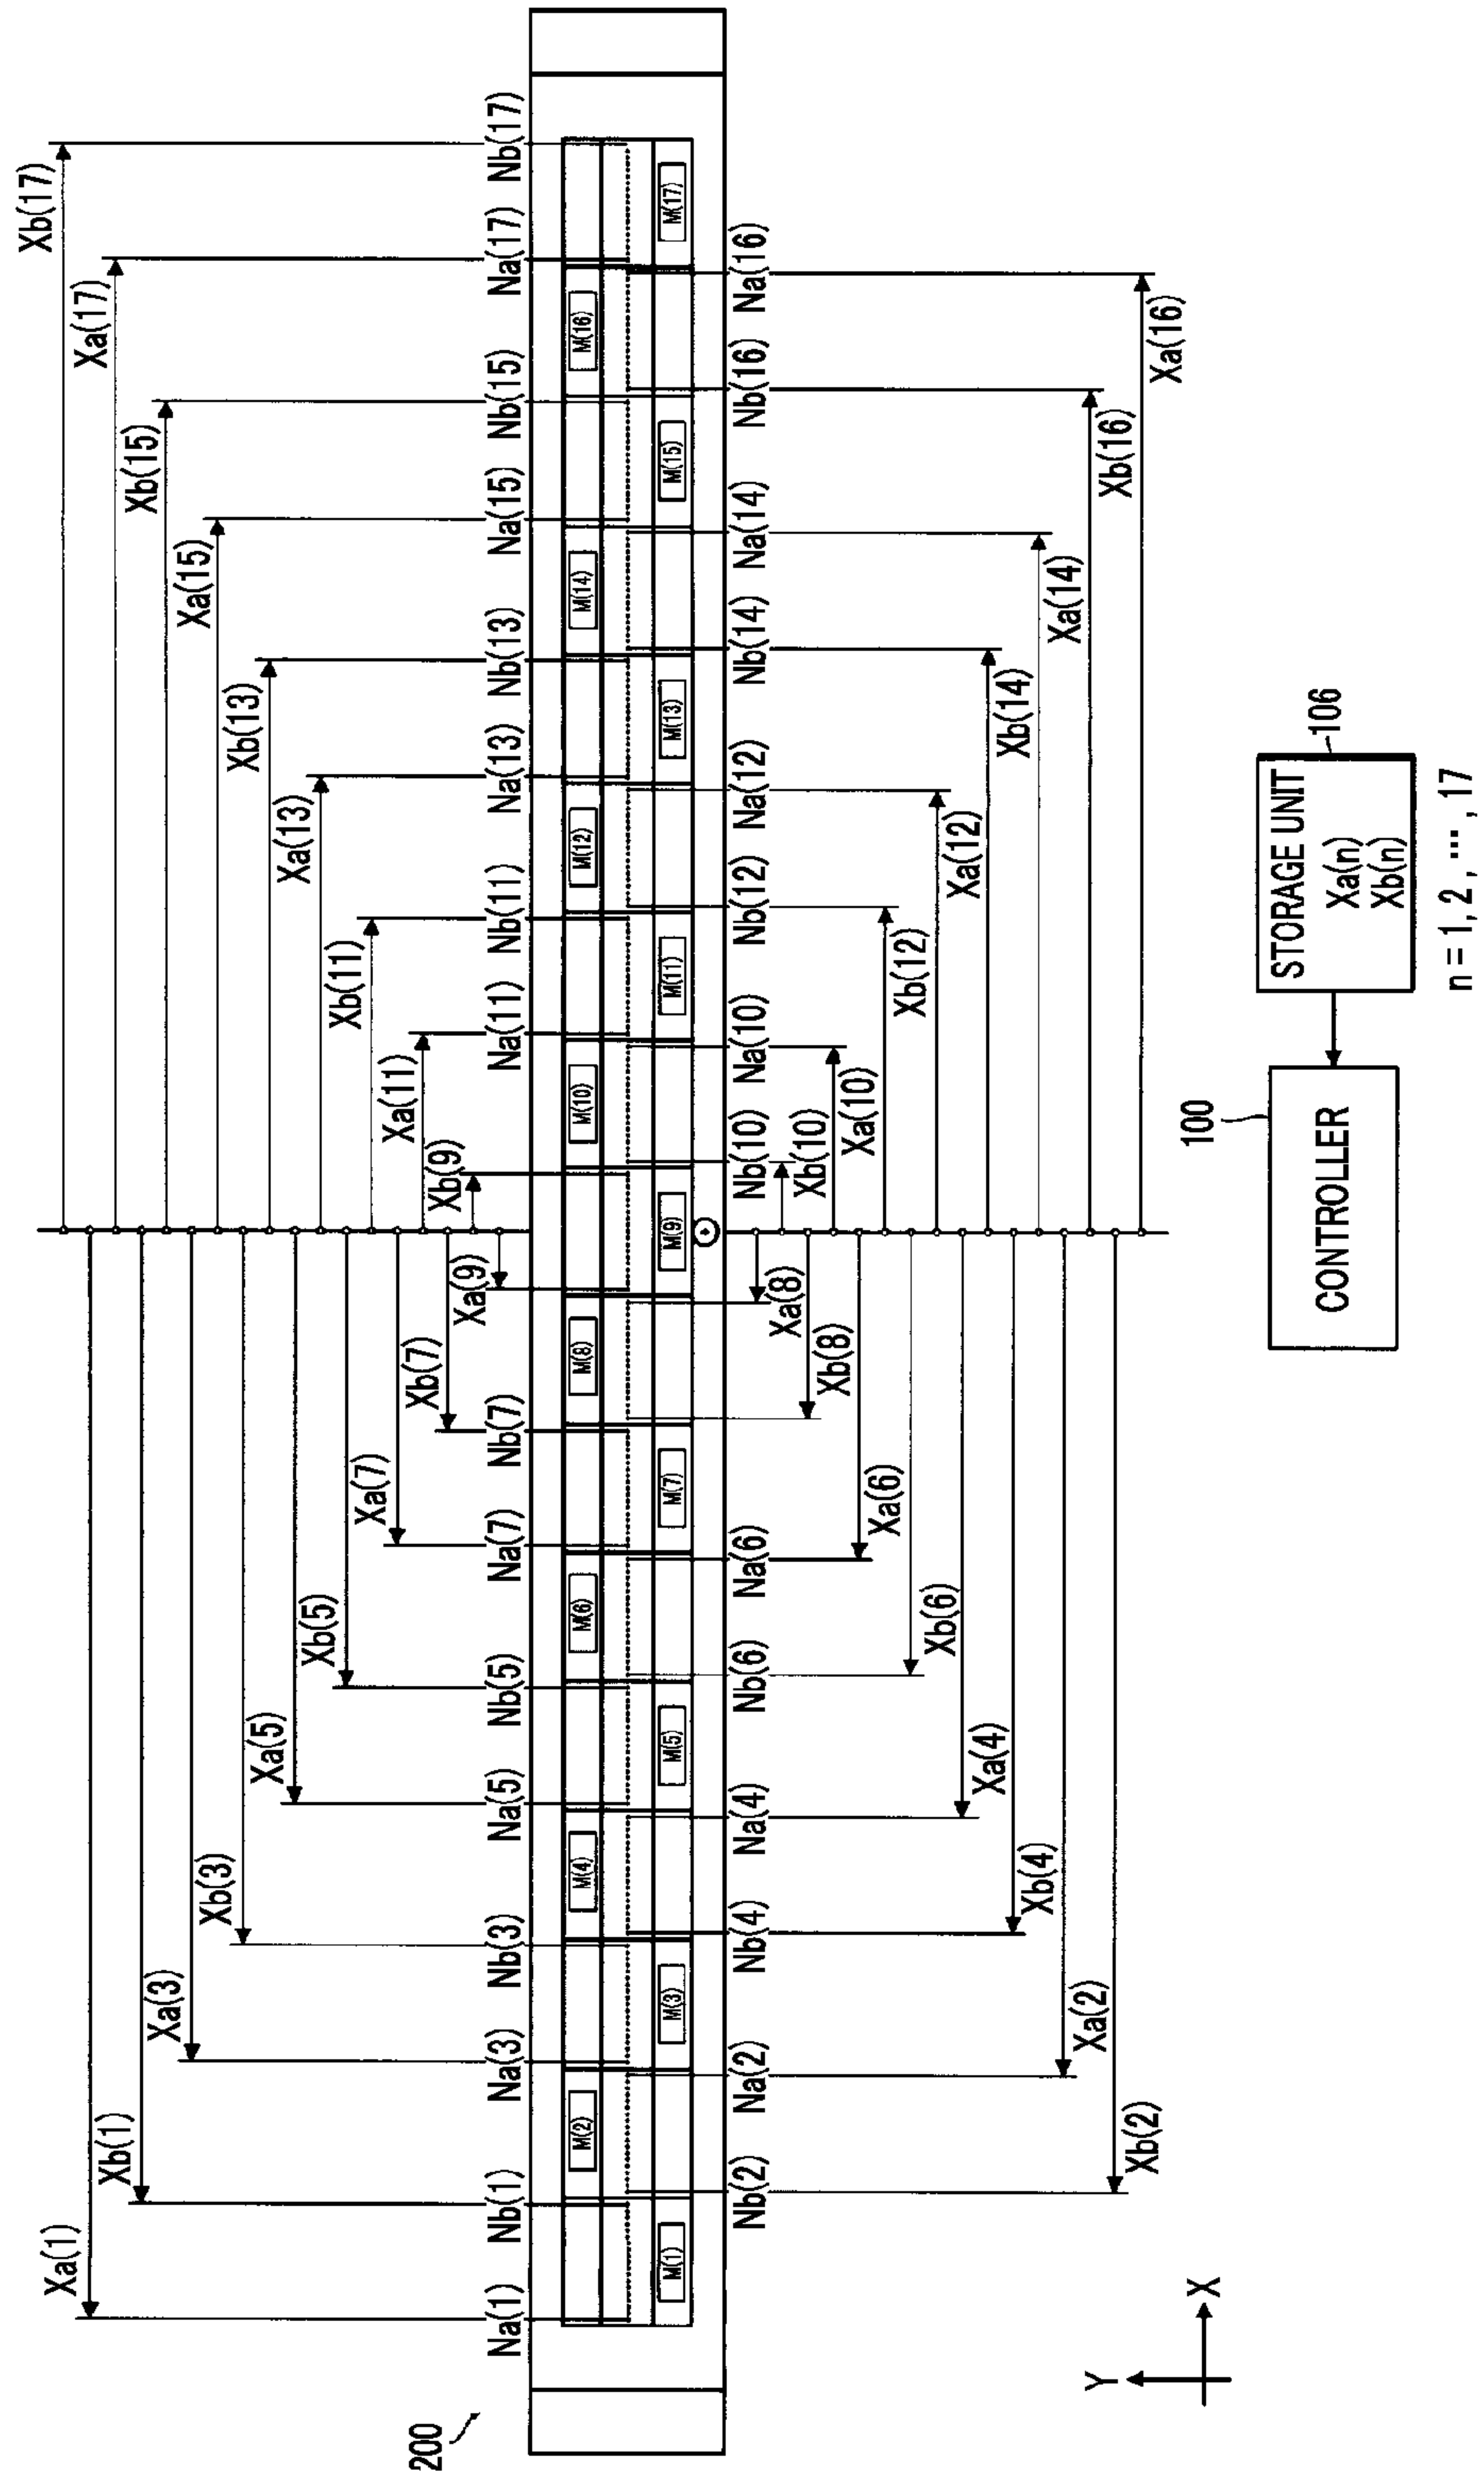 Xb(17)
Xa(1)
Xa(17)
Xb(1)
Xb(15)
Xa(3)
Xa(15)
Xb(3)
Xb(13)
Xa(5)
Xa(13)
Xb(5)
Xb(11)
Xa(7)
Xa(11)
200
Xb(7)
Xb(9)
Xa(9)
Na(1) Nb(1) Na(3) Nb(3) Na(5) Nb(5) Na(7) Nb(7) Na(11) Nb(11) Na(13) Nb(13) Na(15) Nb(15) Na(17) Nb(17)
M(2) M(4) M(6) M(8) M(10) M(12) M(14) M(16)
M(1) M(3) M(5) M(7) M(9) M(11) M(13) M(15) M(17)
Nb(2) Na(2) Nb(4) Na(4) Nb(6) Na(6) Nb(10) Na(10) Nb(12) Na(12) Nb(14) Na(14) Nb(16) Na(16)
Xa(8)
Xb(10)
Xb(8)
Xa(10)
Xa(6)
Xb(12)
Xb(6)
Xa(12)
Xa(4)
Xb(14)
Xb(4)
Xa(14)
Xa(2)
Xb(16)
Xb(2)
Xa(16)
Y
X
100
CONTROLLER
106
STORAGE UNIT
Xa(n)
Xb(n)
n = 1, 2, ⋯, 17